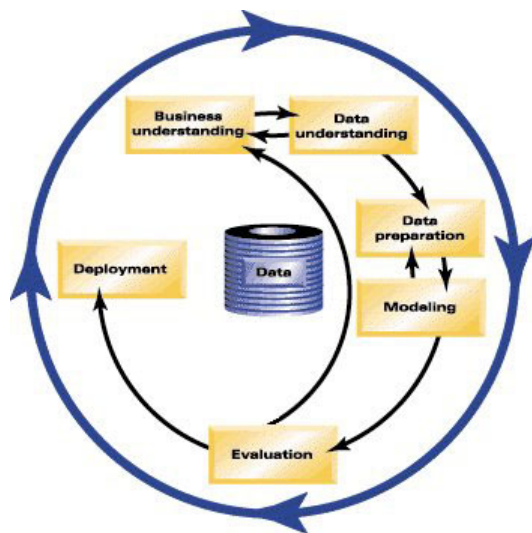 Business
understanding
Data
understanding
Data
preparation
Modeling
Evaluation
Deployment
Data